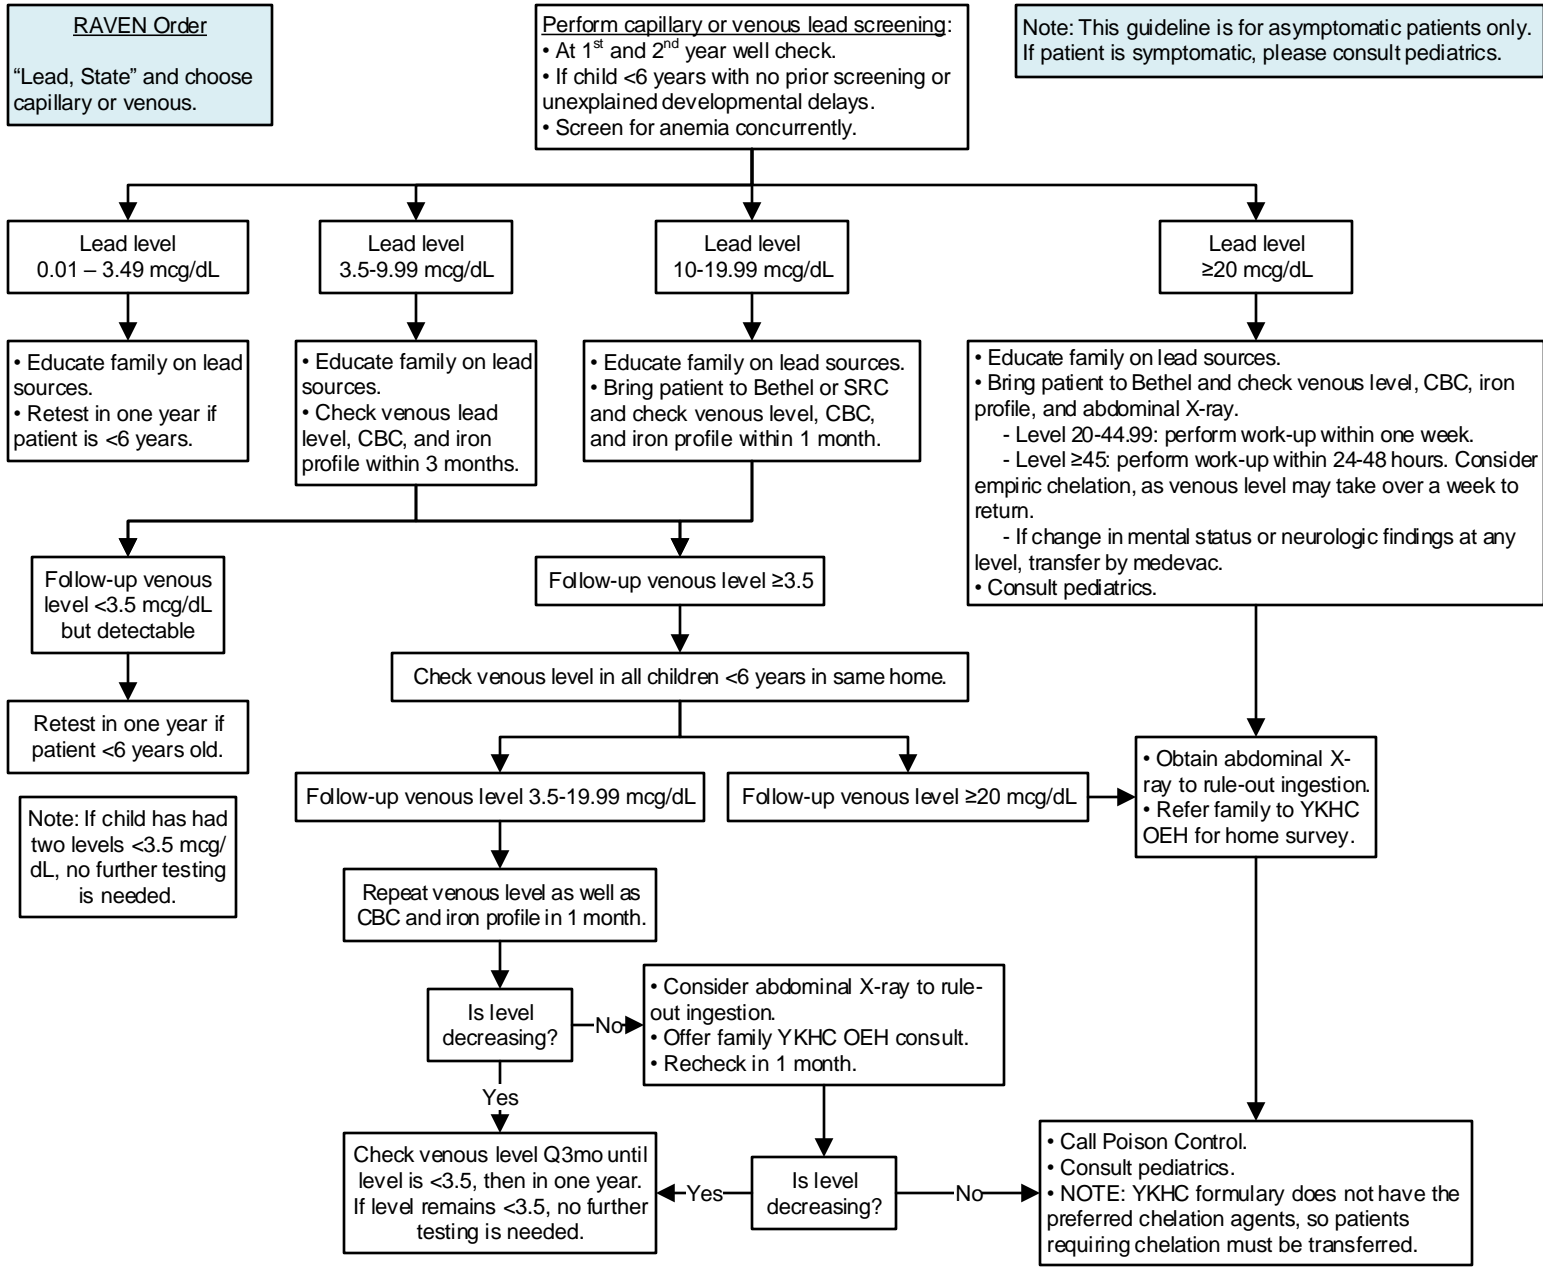 RAVEN Order
“Lead, State” and choose
capillary or venous.
Perform capillary or venous lead screening:
• At 1st and 2nd year well check.
• If child <6 years with no prior screening or
unexplained developmental delays.
• Screen for anemia concurrently.
Note: This guideline is for asymptomatic patients only.
If patient is symptomatic, please consult pediatrics.
Lead level
0.01 – 3.49 mcg/dL
Lead level
3.5-9.99 mcg/dL
Lead level
10-19.99 mcg/dL
Lead level
≥20 mcg/dL
• Educate family on lead
sources.
• Retest in one year if
patient is <6 years.
• Educate family on lead
sources.
• Check venous lead
level, CBC, and iron
profile within 3 months.
• Educate family on lead sources.
• Bring patient to Bethel or SRC
and check venous level, CBC,
and iron profile within 1 month.
• Educate family on lead sources.
• Bring patient to Bethel and check venous level, CBC, iron
profile, and abdominal X-ray.
- Level 20-44.99: perform work-up within one week.
- Level ≥45: perform work-up within 24-48 hours. Consider
empiric chelation, as venous level may take over a week to
return.
- If change in mental status or neurologic findings at any
level, transfer by medevac.
• Consult pediatrics.
Follow-up venous
level <3.5 mcg/dL
but detectable
Follow-up venous level ≥3.5
Check venous level in all children <6 years in same home.
Retest in one year if
patient <6 years old.
Follow-up venous level 3.5-19.99 mcg/dL
Follow-up venous level ≥20 mcg/dL
• Obtain abdominal X-
ray to rule-out ingestion.
• Refer family to YKHC
OEH for home survey.
Note: If child has had
two levels <3.5 mcg/
dL, no further testing
is needed.
Repeat venous level as well as
CBC and iron profile in 1 month.
Is level
decreasing?
No
• Consider abdominal X-ray to rule-
out ingestion.
• Offer family YKHC OEH consult.
• Recheck in 1 month.
Yes
Check venous level Q3mo until
level is <3.5, then in one year.
If level remains <3.5, no further
testing is needed.
Yes
Is level
decreasing?
No
• Call Poison Control.
• Consult pediatrics.
• NOTE: YKHC formulary does not have the
preferred chelation agents, so patients
requiring chelation must be transferred.